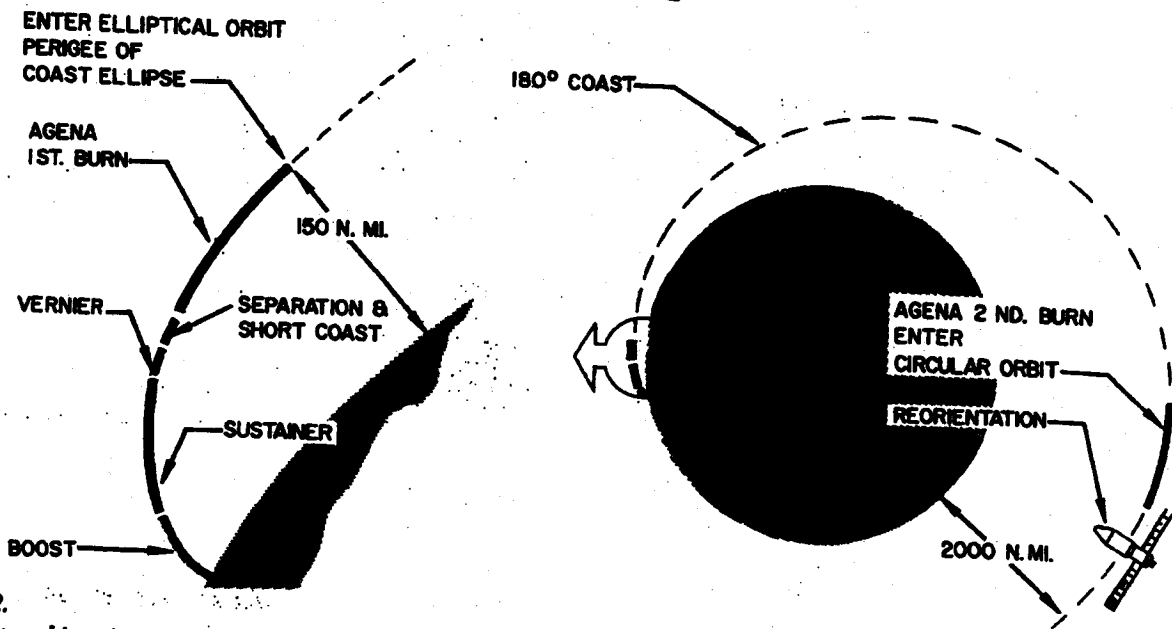 ENTER ELLIPTICAL ORBIT
PERIGEE OF
COAST ELLIPSE
AGENA
1ST. BURN
150 N. MI.
VERNIER
SEPARATION &
SHORT COAST
SUSTAINER
BOOST
180° COAST
AGENA 2 ND. BURN
ENTER
CIRCULAR ORBIT
REORIENTATION
2000 N. MI.